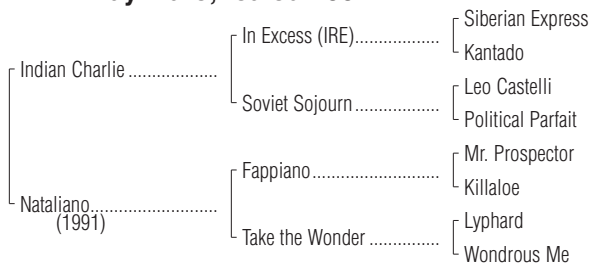 Siberian Express
In Excess (IRE)..................
Kantado
Indian Charlie ...................
Leo Castelli
Soviet Sojourn..................
Political Parfait
Mr. Prospector
Fappiano...........................
Killaloe
Nataliano...........................
(1991)
Lyphard
Take the Wonder ...............
Wondrous Me